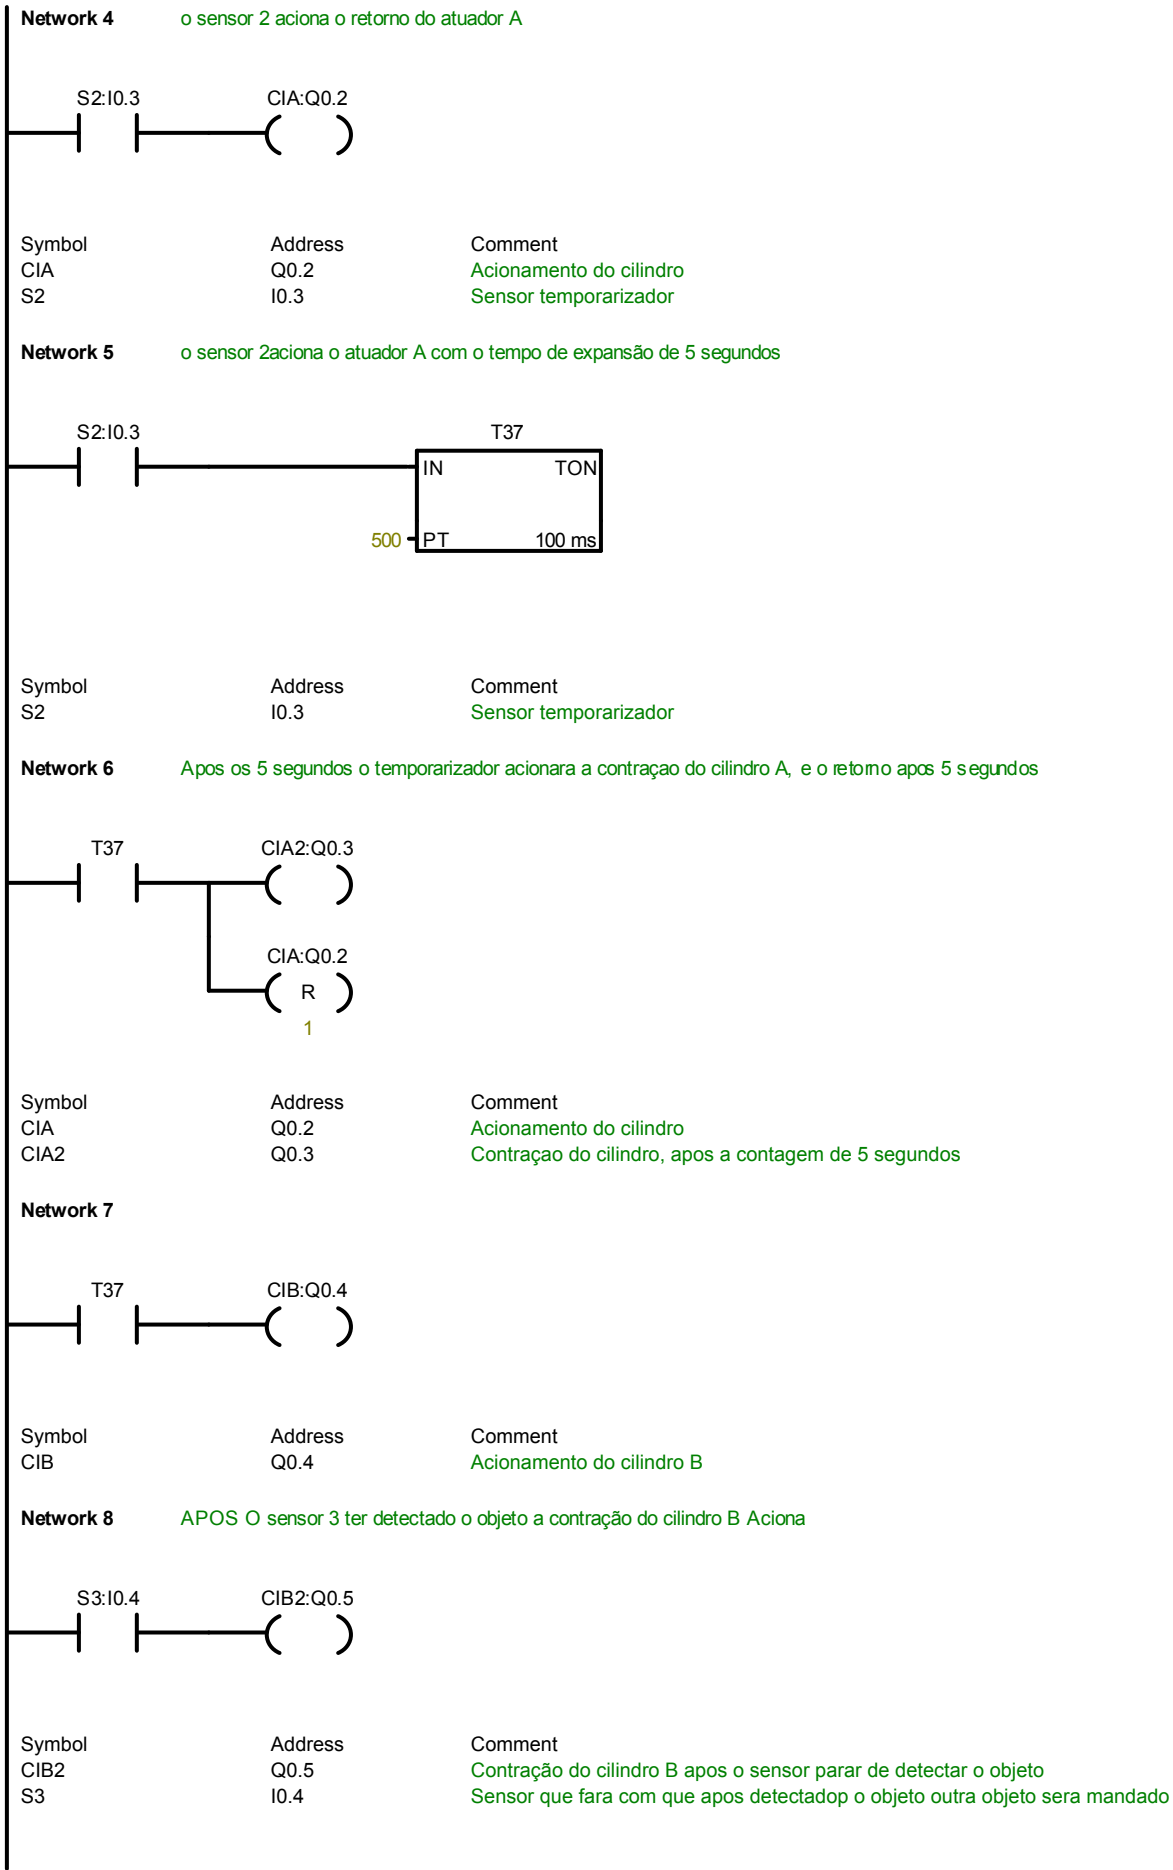 Network 4 o sensor 2 aciona o retorno do atuador A
S2:I0.3 CIA:Q0.2
Symbol Address Comment
CIA Q0.2 Acionamento do cilindro
S2 I0.3 Sensor temporarizador
Network 5 o sensor 2aciona o atuador A com o tempo de expansão de 5 segundos
S2:I0.3 T37
IN TON
500 PT 100 ms
Symbol Address Comment
S2 I0.3 Sensor temporarizador
Network 6 Apos os 5 segundos o temporarizador acionara a contraçao do cilindro A, e o retorno apos 5 segundos
T37 CIA2:Q0.3
CIA:Q0.2
R
1
Symbol Address Comment
CIA Q0.2 Acionamento do cilindro
CIA2 Q0.3 Contraçao do cilindro, apos a contagem de 5 segundos
Network 7
T37 CIB:Q0.4
Symbol Address Comment
CIB Q0.4 Acionamento do cilindro B
Network 8 APOS O sensor 3 ter detectado o objeto a contração do cilindro B Aciona
S3:I0.4 CIB2:Q0.5
Symbol Address Comment
CIB2 Q0.5 Contração do cilindro B apos o sensor parar de detectar o objeto
S3 I0.4 Sensor que fara com que apos detectadop o objeto outra objeto sera mandado